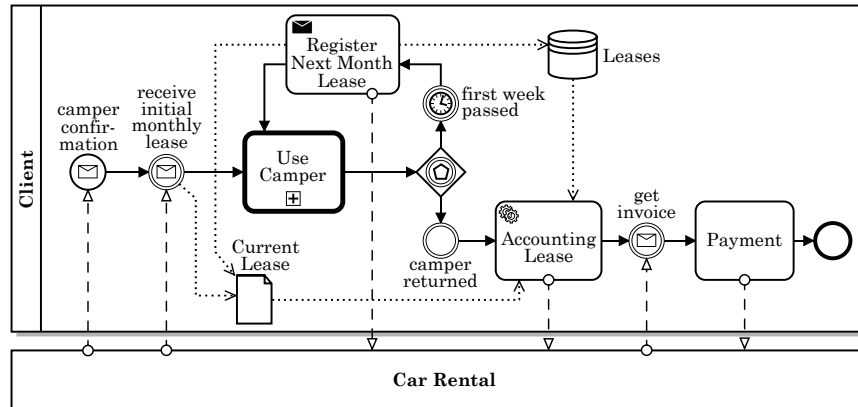 Register
Next Month
Lease
Leases
first week
passed
camper
confir-
mation
receive
initial
monthly
lease
Use
Camper
Client
get
invoice
Accounting
Lease
Payment
camper
returned
Current
Lease
Car Rental